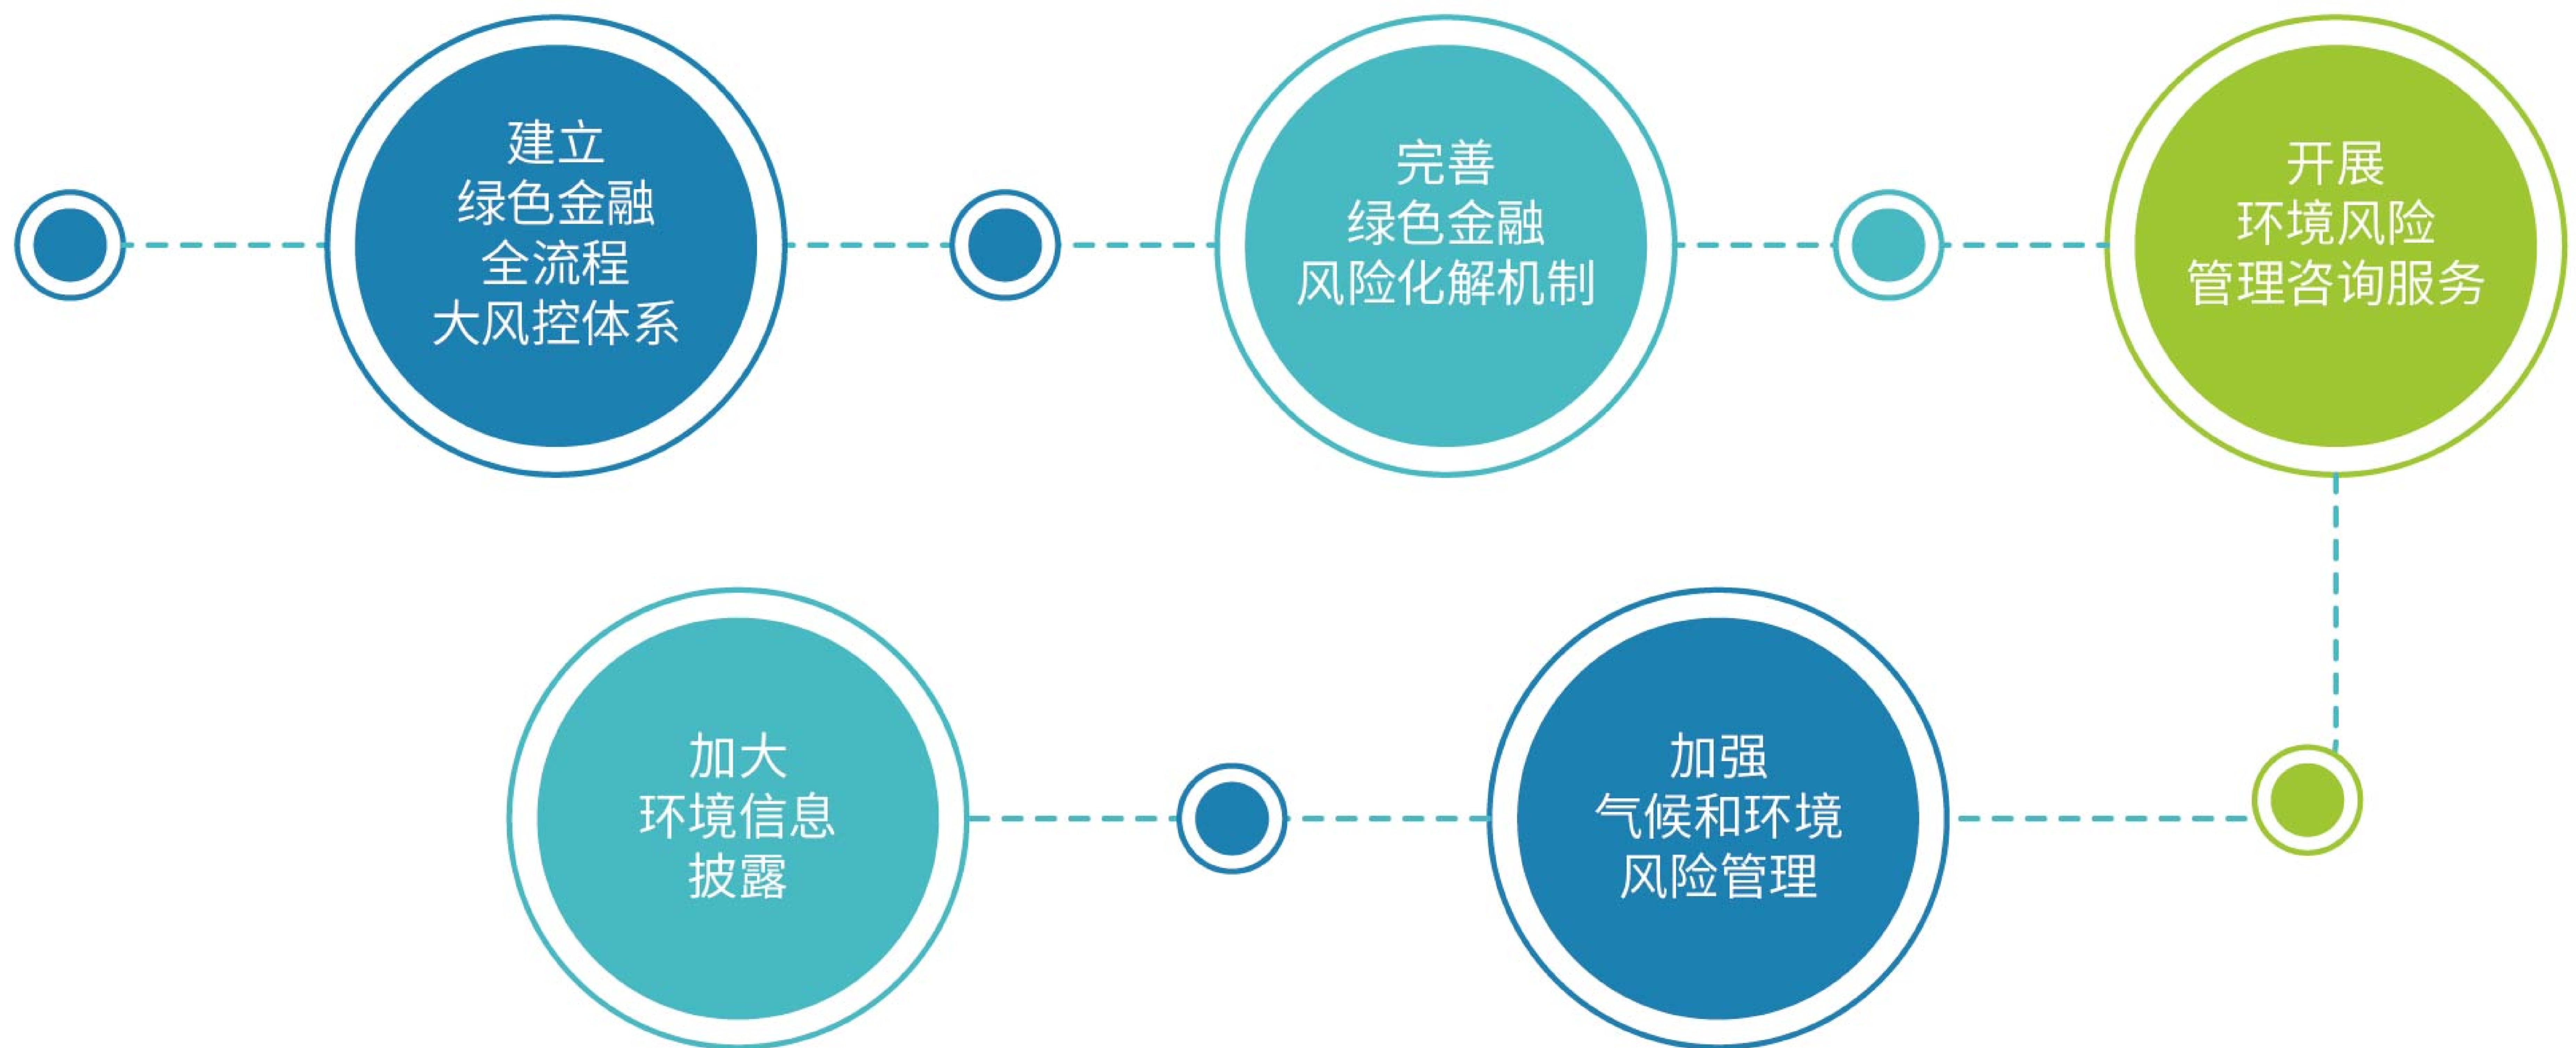 建立
绿色金融
全流程
大风控体系
完善
绿色金融
风险化解机制
开展
环境风险
管理咨询服务
加强
气候和环境
风险管理
加大
环境信息
披露